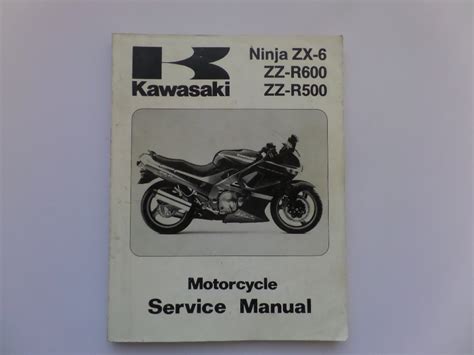 Kawasaki
Ninja ZX-6
ZZ-R600
ZZ-R500
Motorcycle
Service Manual